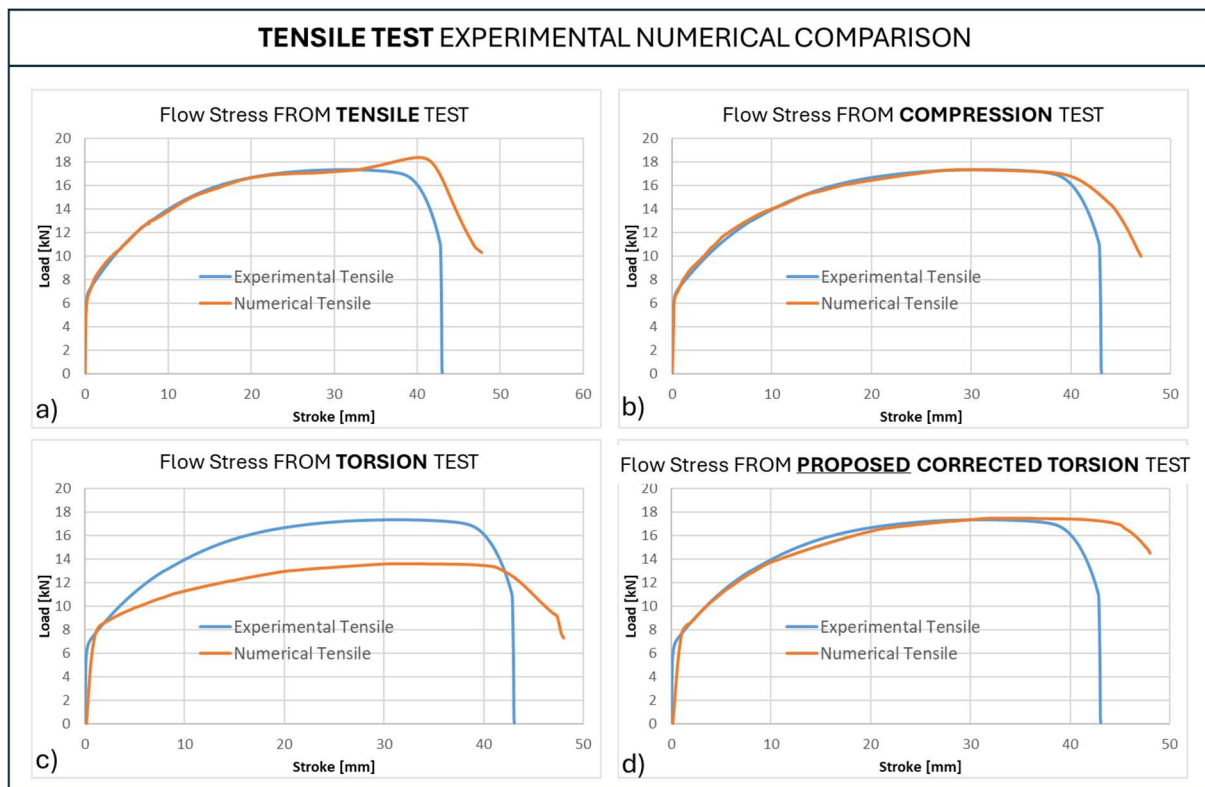 TENSILE TEST EXPERIMENTAL NUMERICAL COMPARISON
Flow Stress FROM TENSILE TEST
20
18
16
14
12
10
8
6
4
2
0
Load [kN]
Experimental Tensile
Numerical Tensile
0 10 20 30 40 50 60
Stroke [mm]
a)
Flow Stress FROM COMPRESSION TEST
20
18
16
14
12
10
8
6
4
2
0
Load [kN]
Experimental Tensile
Numerical Tensile
0 10 20 30 40 50
Stroke [mm]
b)
Flow Stress FROM TORSION TEST
20
18
16
14
12
10
8
6
4
2
0
Load [kN]
Experimental Tensile
Numerical Tensile
0 10 20 30 40 50
Stroke [mm]
c)
Flow Stress FROM PROPOSED CORRECTED TORSION TEST
20
18
16
14
12
10
8
6
4
2
0
Load [kN]
Experimental Tensile
Numerical Tensile
0 10 20 30 40 50
Stroke [mm]
d)